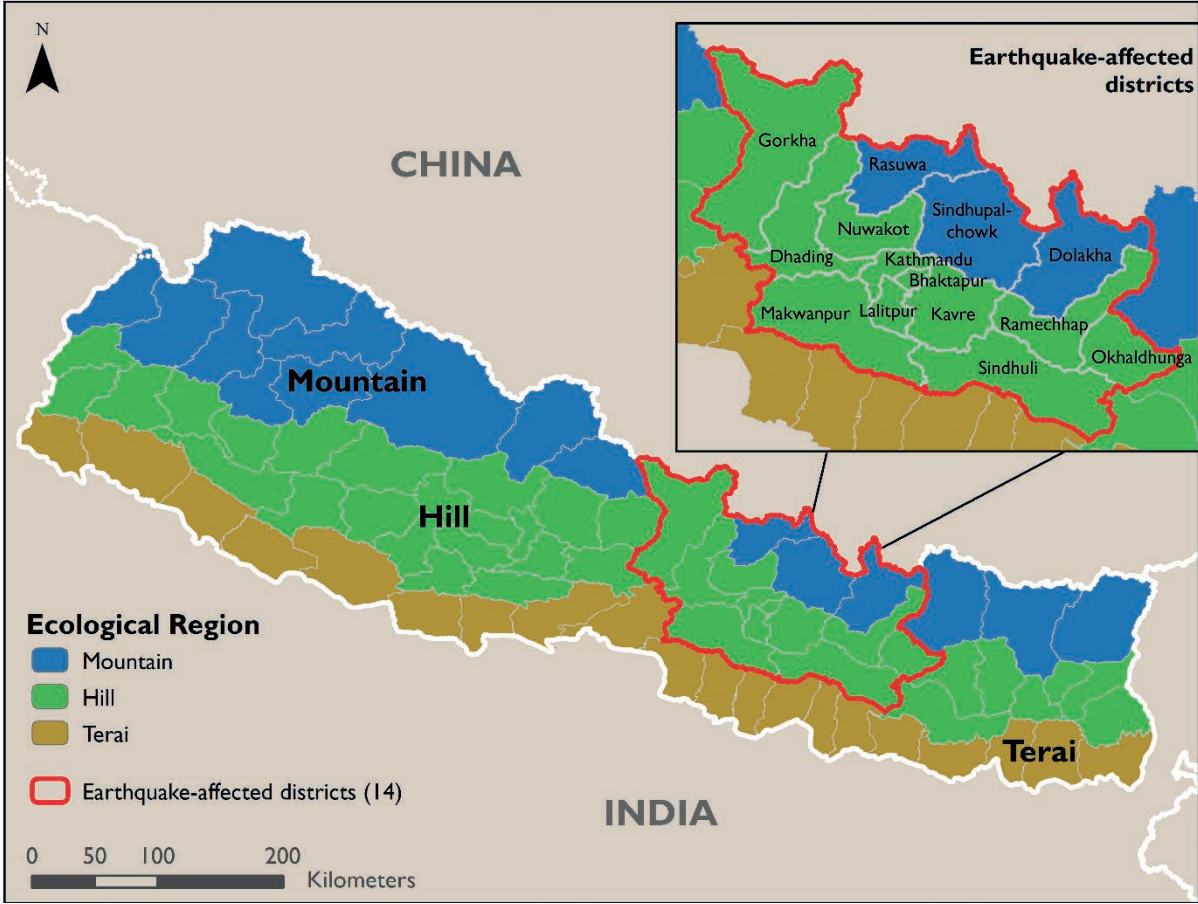 N
CHINA
Mountain
Hill
Terai
INDIA
Earthquake-affected
districts
Gorkha
Rasuwa
Sindhupal-
chowk
Nuwakot
Dolakha
Dhading
Kathmandu
Bhaktapur
Makwanpur
Lalitpur
Kavre
Ramechhap
Okhaldhunga
Sindhuli
Ecological Region
Mountain
Hill
Terai
Earthquake-affected districts (14)
0 50 100 200
Kilometers